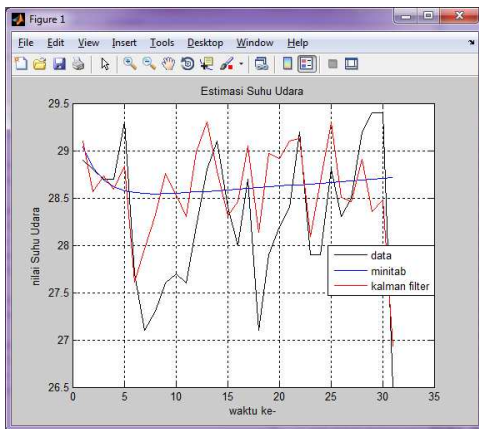 Figure 1
File Edit View Insert Tools Desktop Window Help
Estimasi Suhu Udara
29.5
29
28.5
28
27.5
27
26.5
nilai Suhu Udara
data
minitab
kalman filter
0 5 10 15 20 25 30 35
waktu ke-